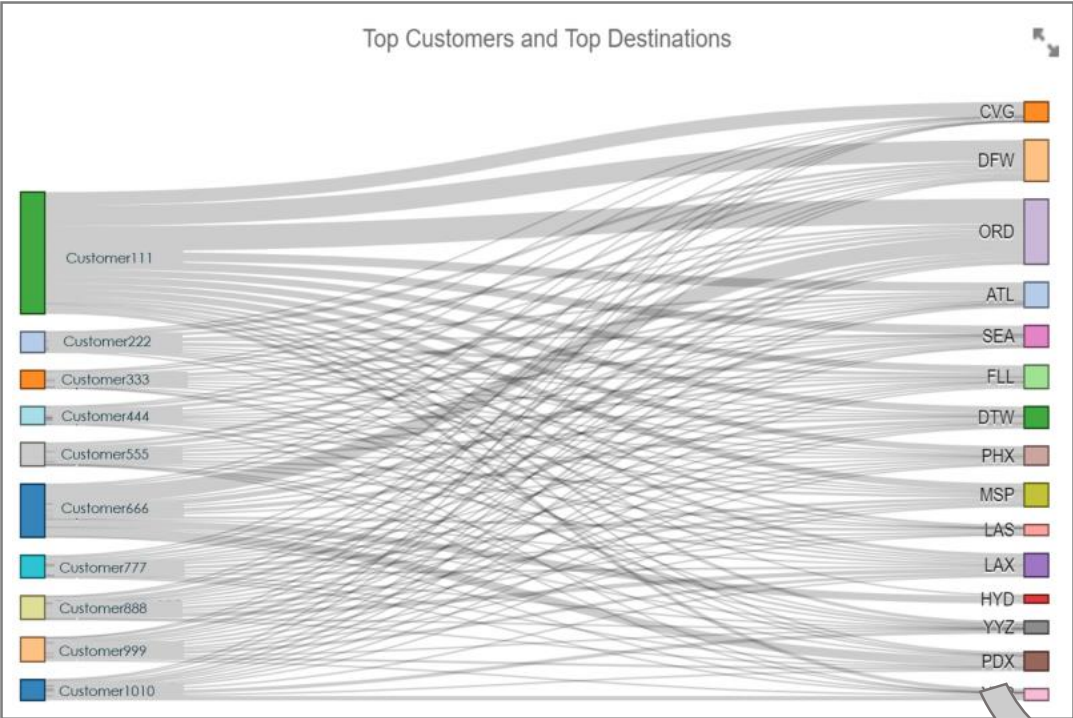 Top Customers and Top Destinations
CVG
DFW
ORD
Customer111
ATL
SEA
Customer222
FLL
Customer333
DTW
Customer444
PHX
Customer555
MSP
Customer666
LAS
LAX
Customer777
HYD
Customer888
YYZ
Customer999
PDX
Customer1010